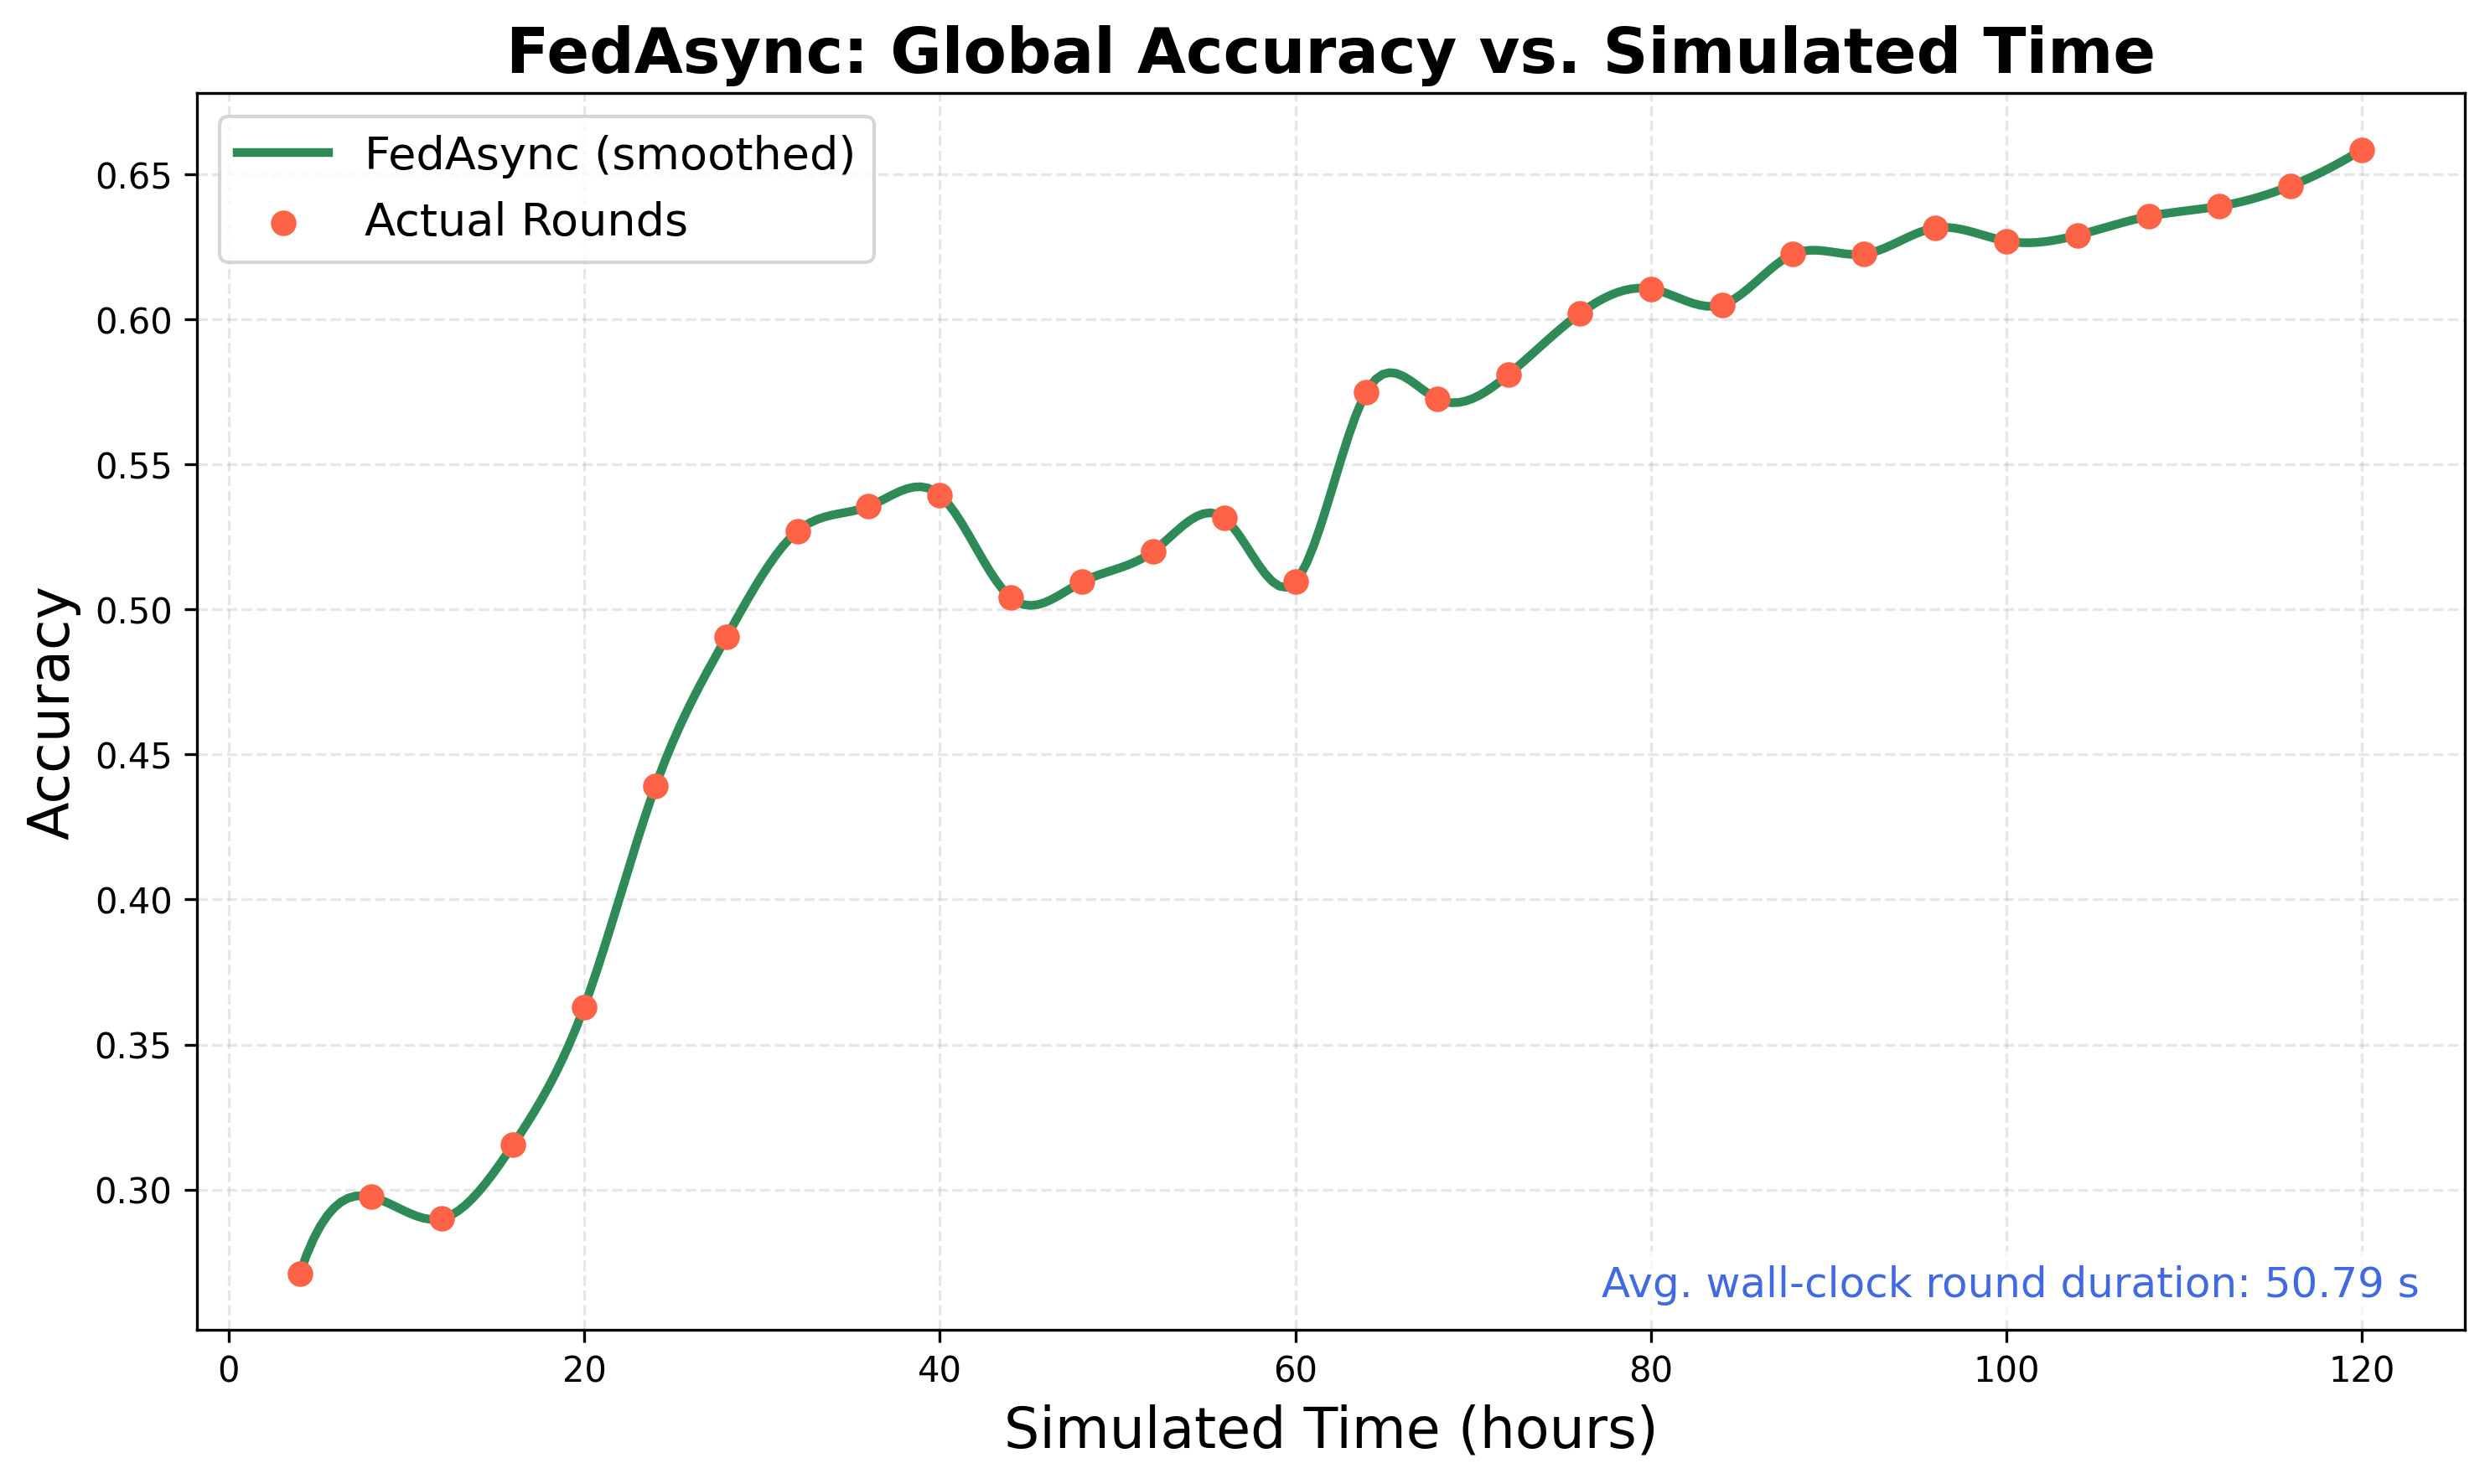 FedAsync: Global Accuracy vs. Simulated Time
FedAsync (smoothed)
Actual Rounds
Accuracy
0.65
0.60
0.55
0.50
0.45
0.40
0.35
0.30
Avg. wall-clock round duration: 50.79 s
0 20 40 60 80 100 120
Simulated Time (hours)